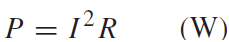 P = I²R (W)